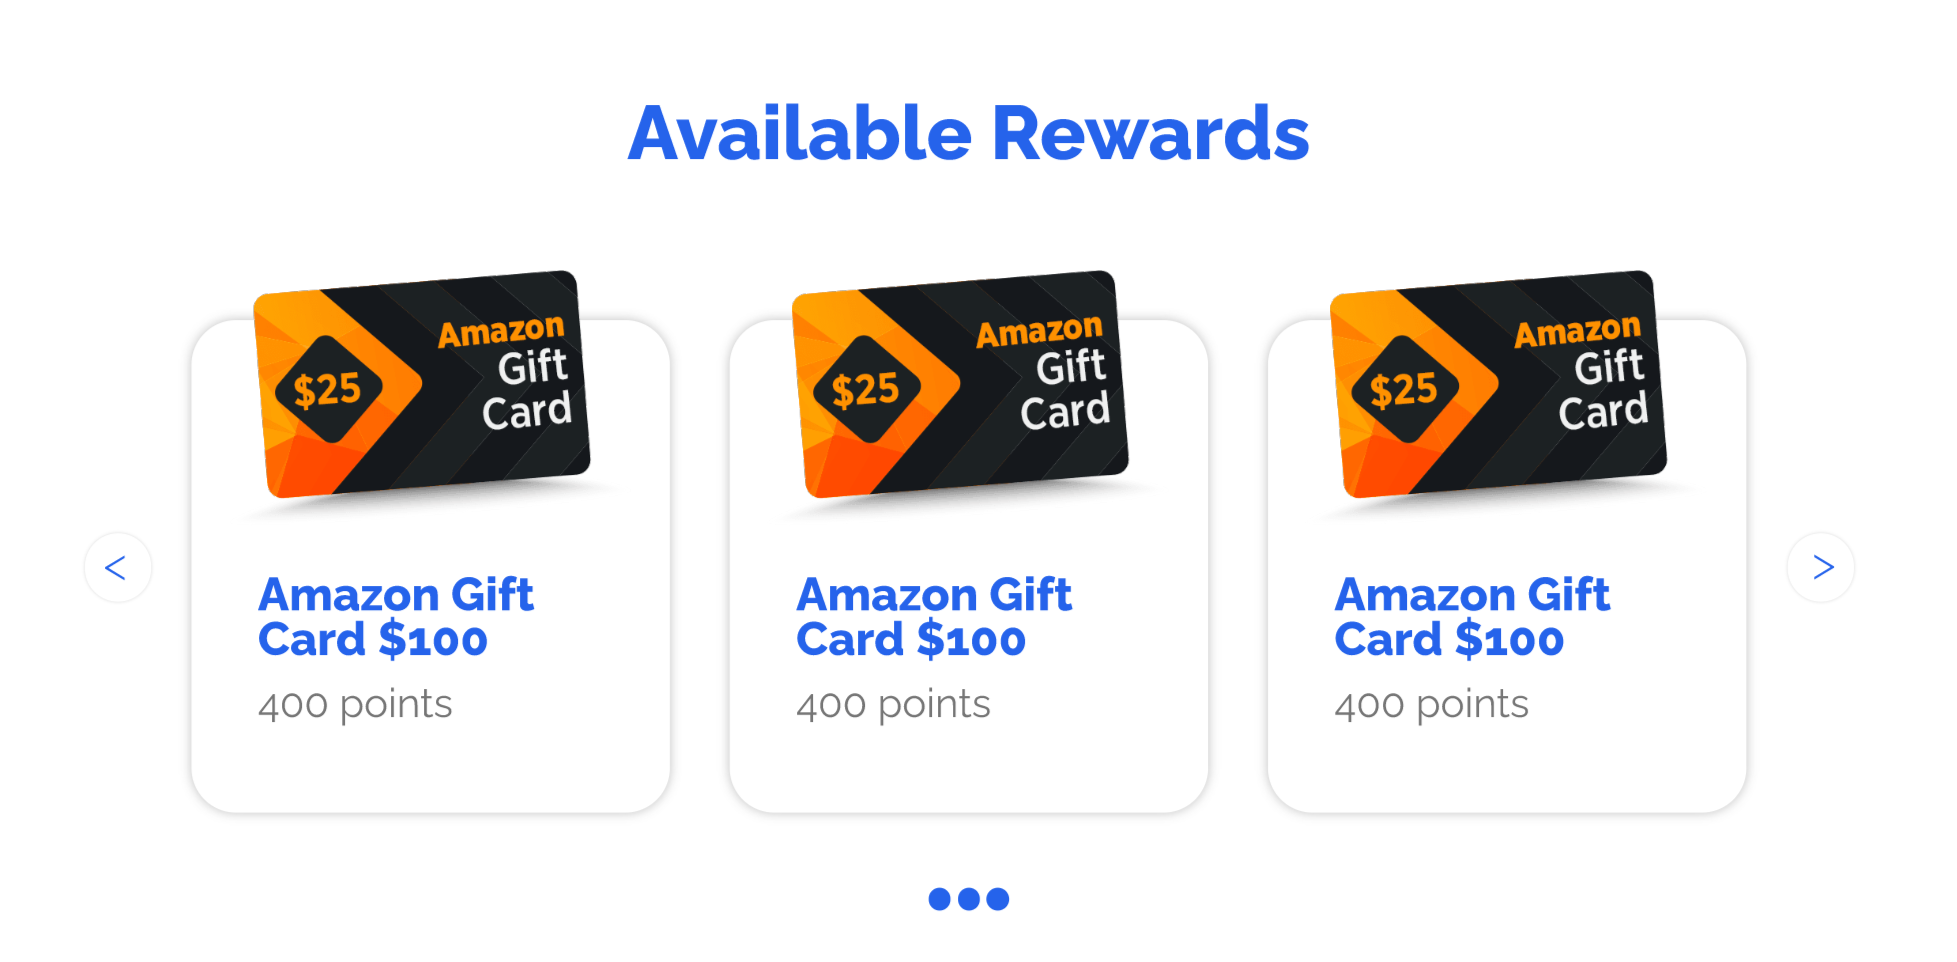 Available Rewards
$25
Amazon
Gift
Card
Amazon Gift
Card $100
400 points
$25
Amazon
Gift
Card
Amazon Gift
Card $100
400 points
$25
Amazon
Gift
Card
Amazon Gift
Card $100
400 points
<
>